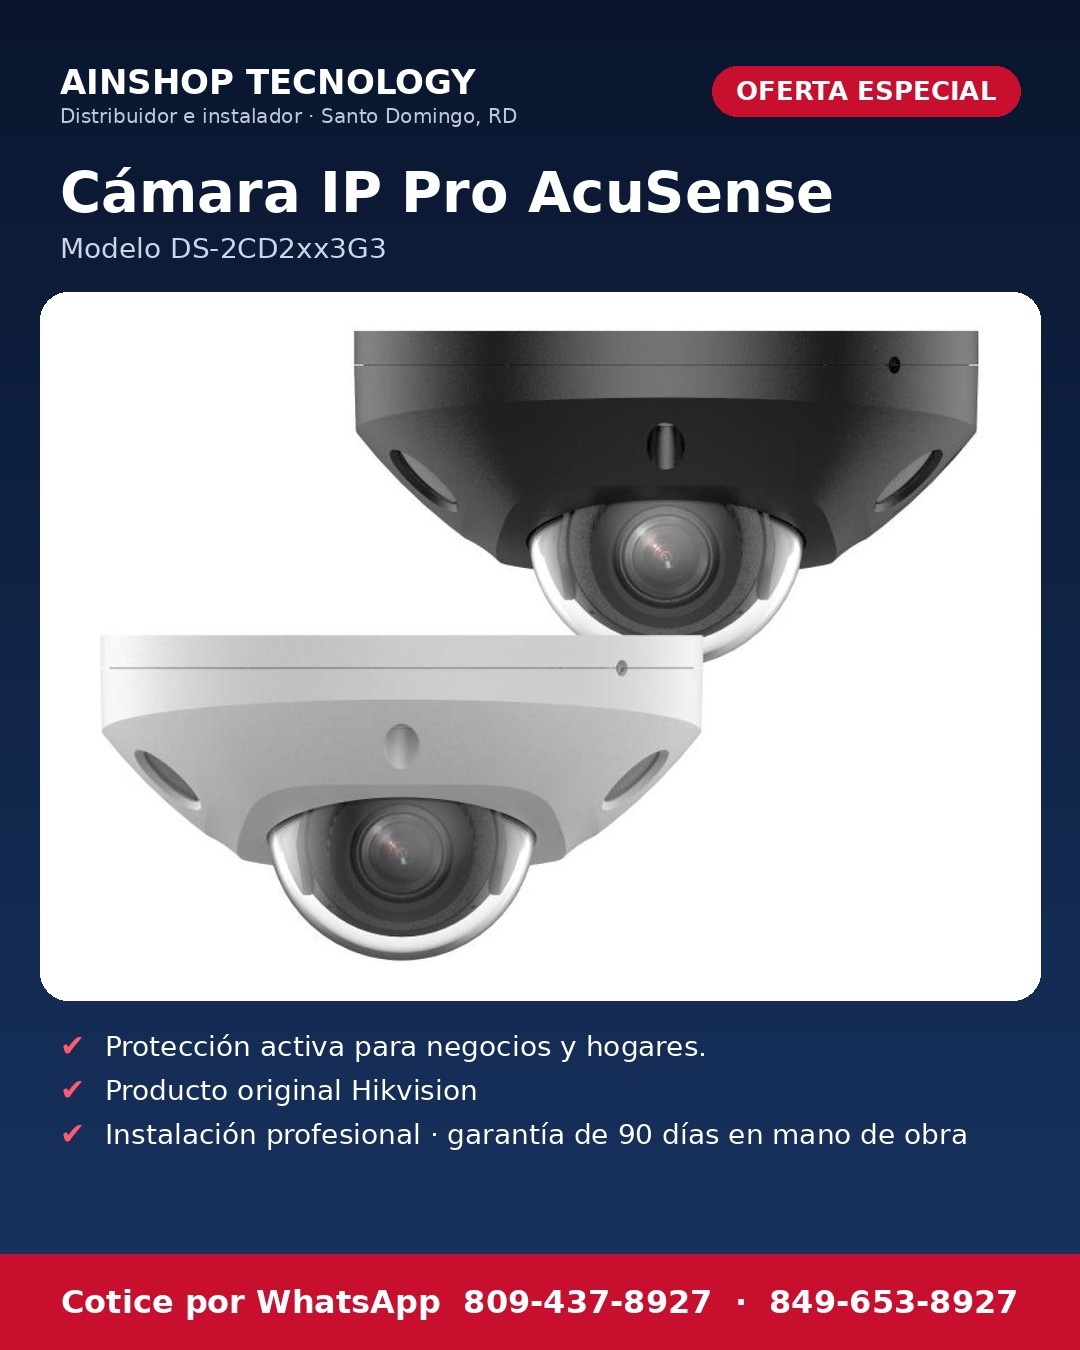 AINSHOP TECNOLOGY
Distribuidor e instalador · Santo Domingo, RD
OFERTA ESPECIAL
Cámara IP Pro AcuSense
Modelo DS-2CD2xx3G3
✔ Protección activa para negocios y hogares.
✔ Producto original Hikvision
✔ Instalación profesional · garantía de 90 días en mano de obra
Cotice por WhatsApp 809-437-8927 · 849-653-8927